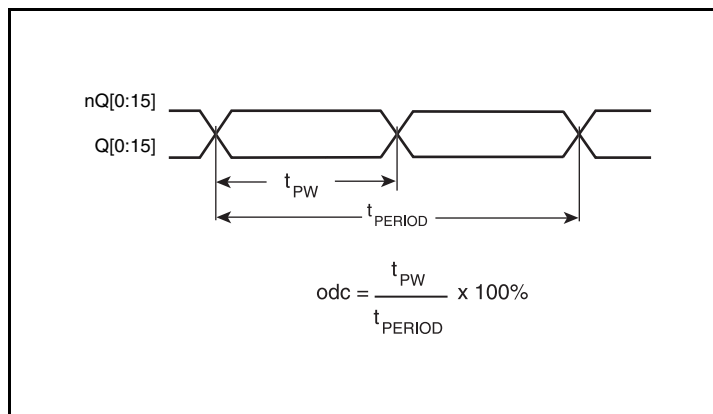 nQ[0:15]
Q[0:15]
tPW
tPERIOD
odc = tPW / tPERIOD x 100%